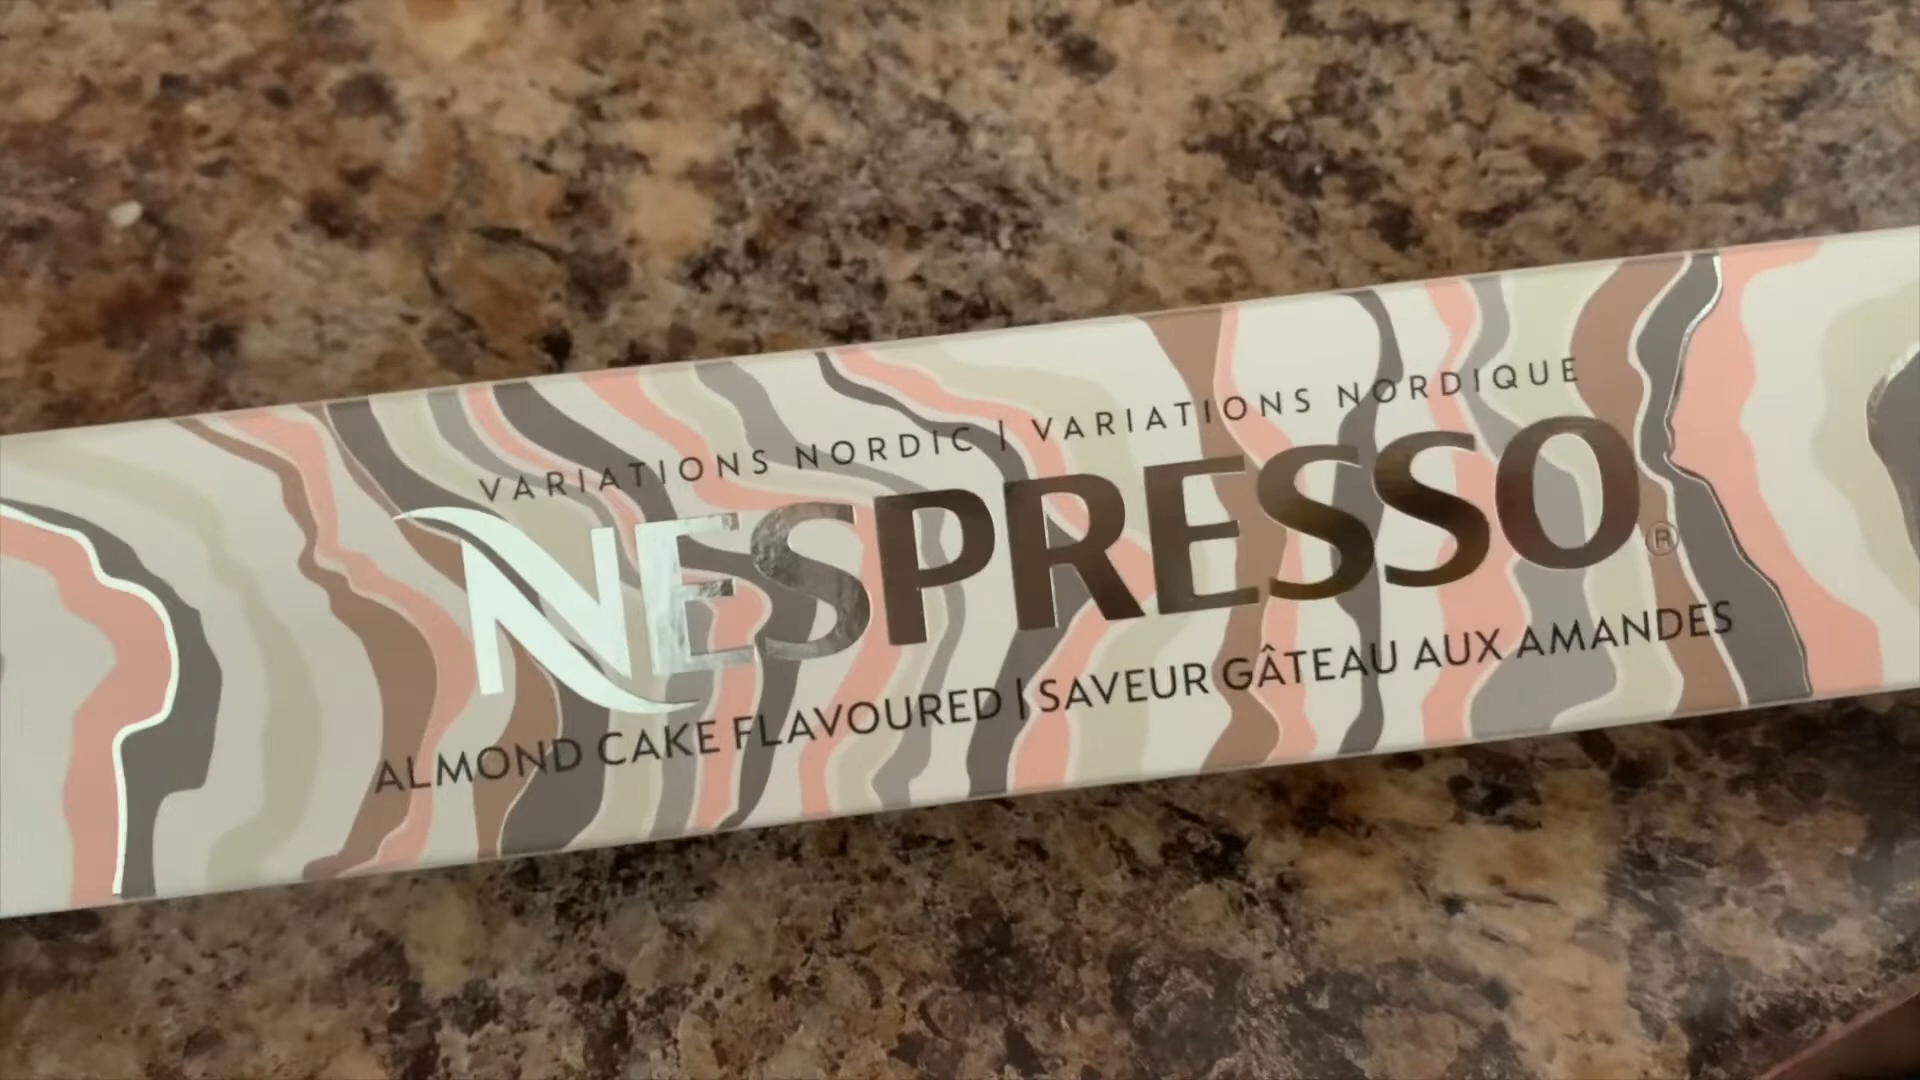 VARIATIONS NORDIC | VARIATIONS NORDIQUE
NESPRESSO®
ALMOND CAKE FLAVOURED | SAVEUR GÂTEAU AUX AMANDES